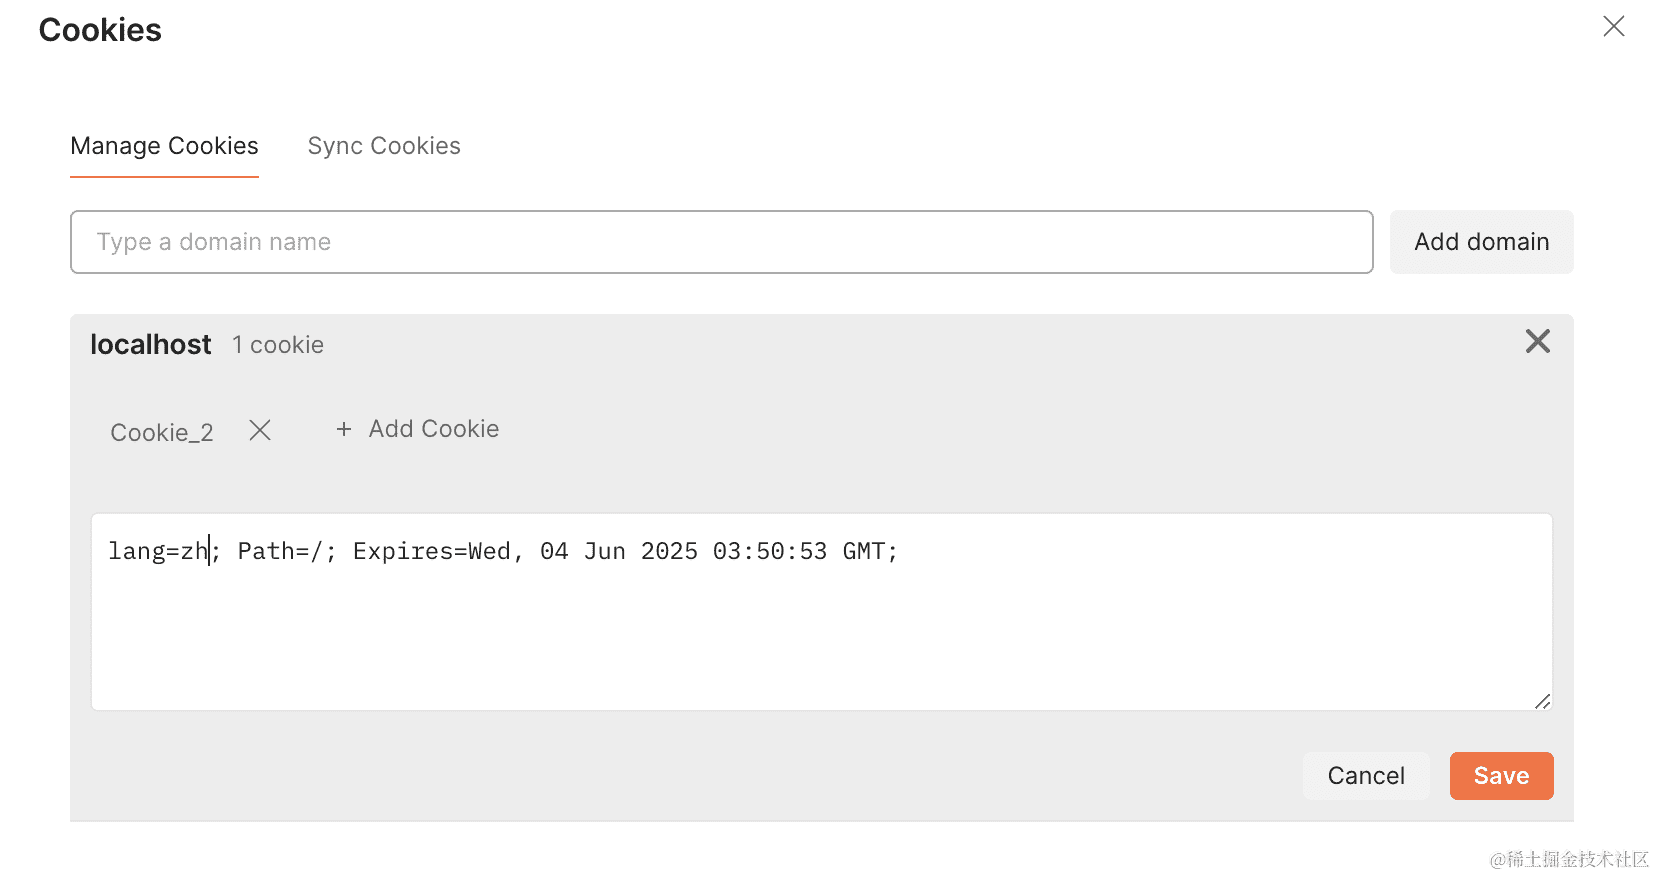 Cookies
Manage Cookies Sync Cookies
Type a domain name Add domain
localhost 1 cookie
Cookie_2 + Add Cookie
lang=zh; Path=/; Expires=Wed, 04 Jun 2025 03:50:53 GMT;
Cancel Save
@稀土掘金技术社区